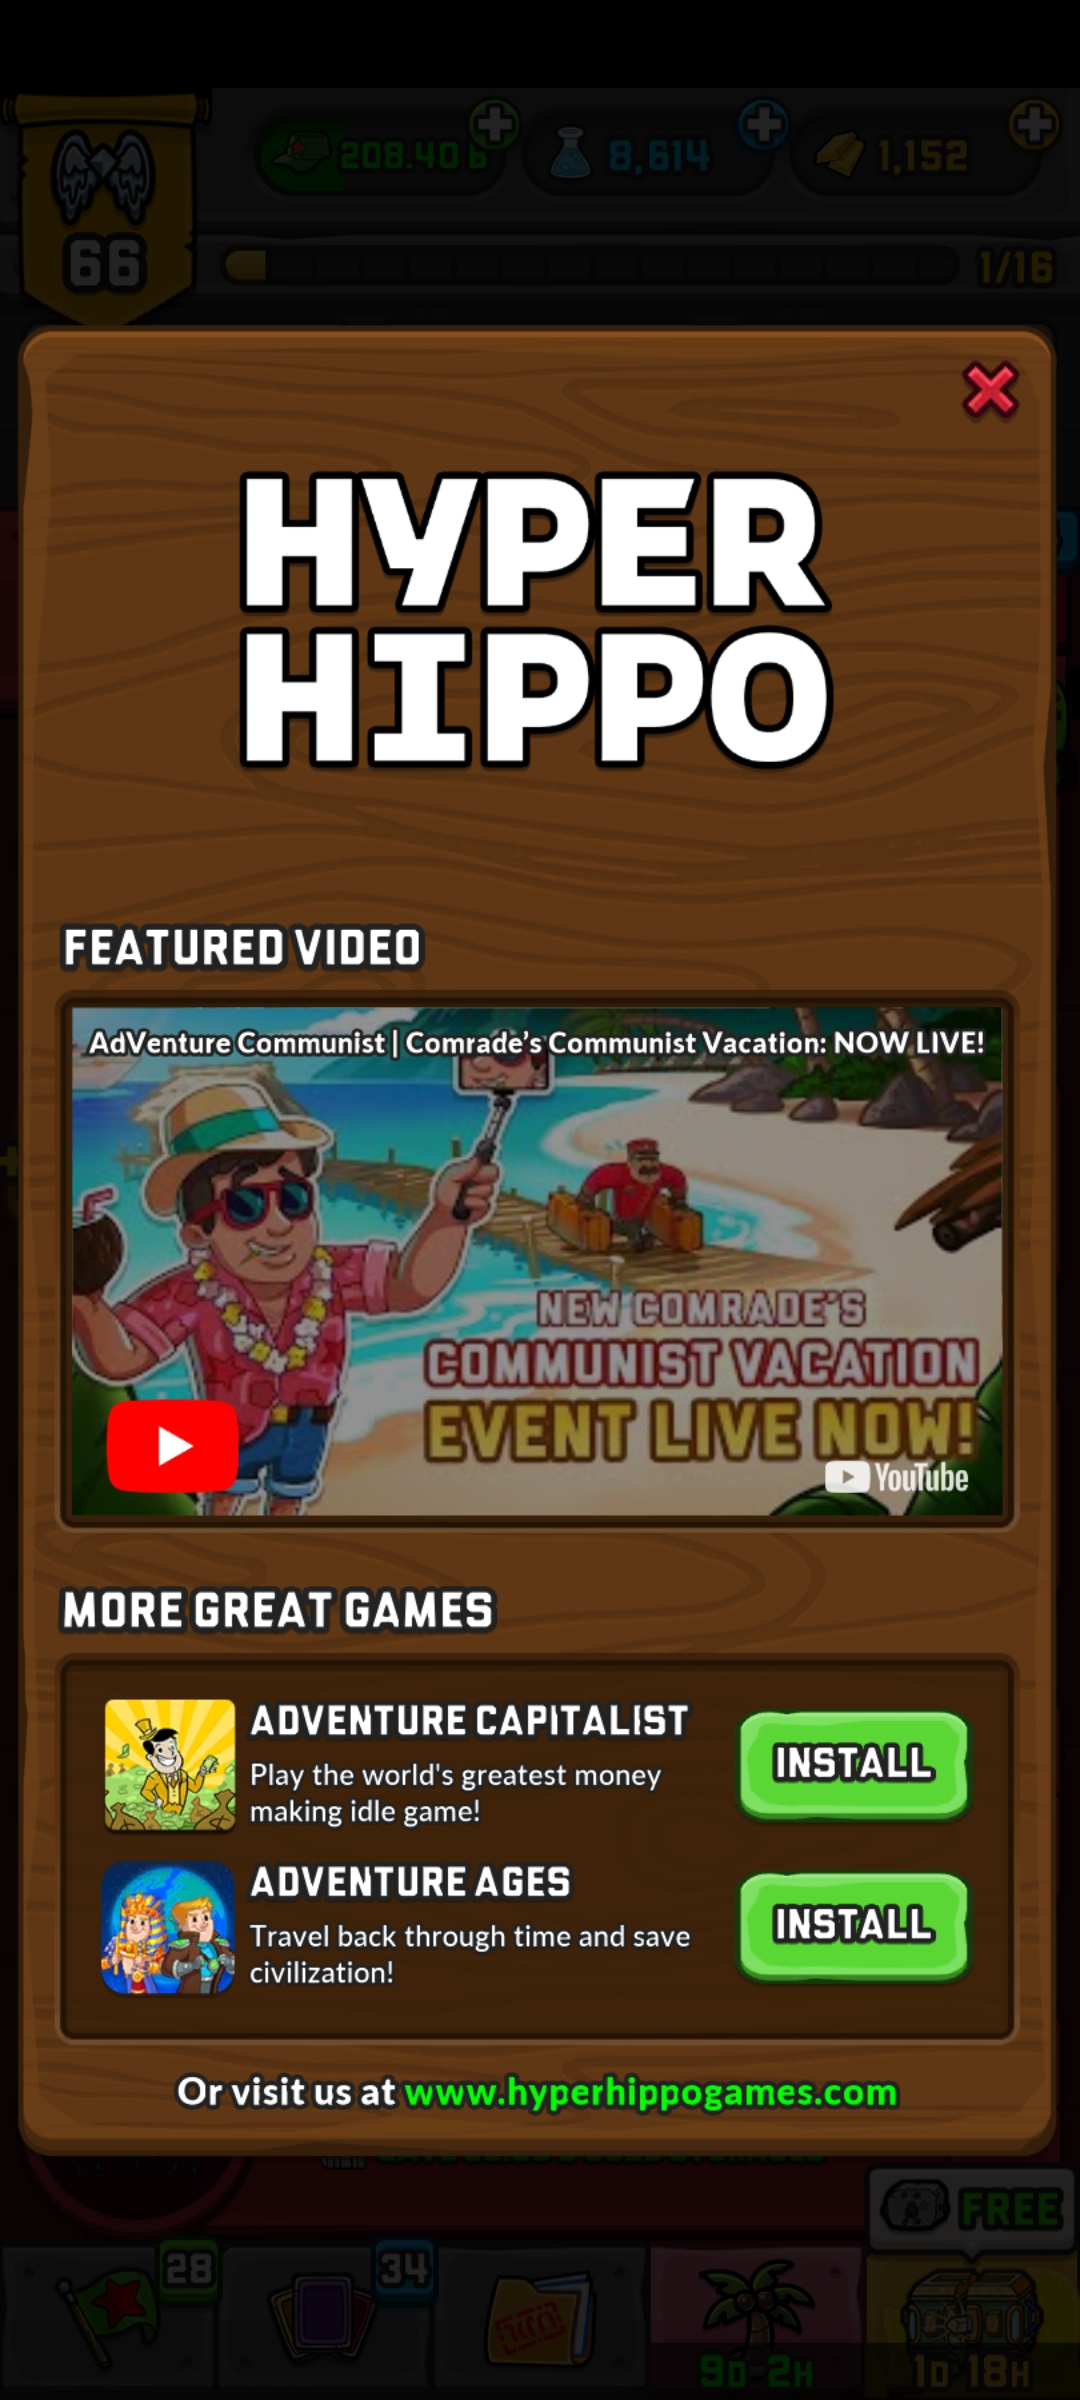 208.40 B
8,614
1,152
66
1/16
HYPER
HIPPO
FEATURED VIDEO
AdVenture Communist | Comrade’s Communist Vacation: NOW LIVE!
NEW COMRADE'S
COMMUNIST VACATION
EVENT LIVE NOW!
YouTube
MORE GREAT GAMES
ADVENTURE CAPITALIST
Play the world's greatest money
making idle game!
INSTALL
ADVENTURE AGES
Travel back through time and save
civilization!
INSTALL
Or visit us at www.hyperhippogames.com
FREE
28
34
9D 2H
1D 18H